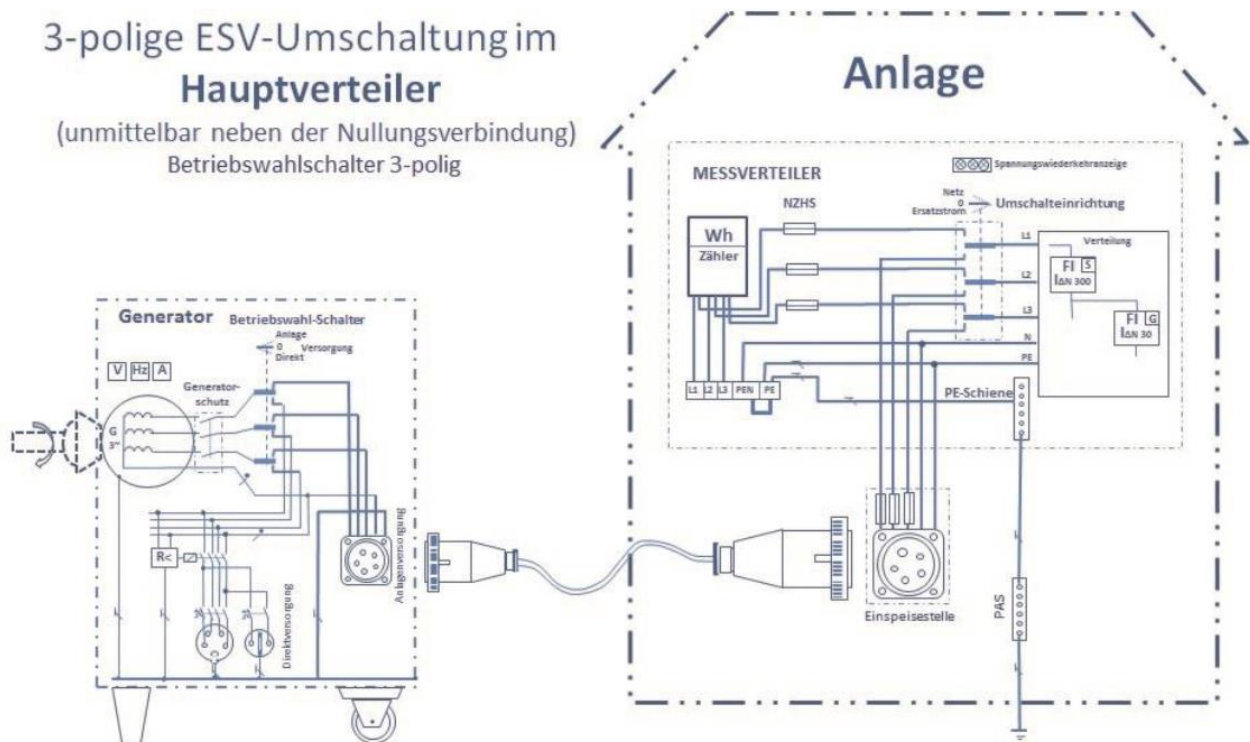 3-polige ESV-Umschaltung im
Hauptverteiler
(unmittelbar neben der Nullungsverbindung)
Betriebswahlschalter 3-polig
Anlage
MESSVERTEILER
Spannungswiederkehranzeige
NZHS
Netz
0
Ersatzstrom
Umschalteinrichtung
Wh
Zähler
L1
L2
L3
N
PE
Verteilung
FI S
IΔN 300
FI G
IΔN 30
L1 L2 L3 PEN PE
PE-Schiene
Generator
Betriebswahl-Schalter
Anlage
0 Versorgung
Direkt
V Hz A
Generator-
schutz
G
3~
R<
Anlagenversorgung
Direktversorgung
Einspeisestelle
PAS